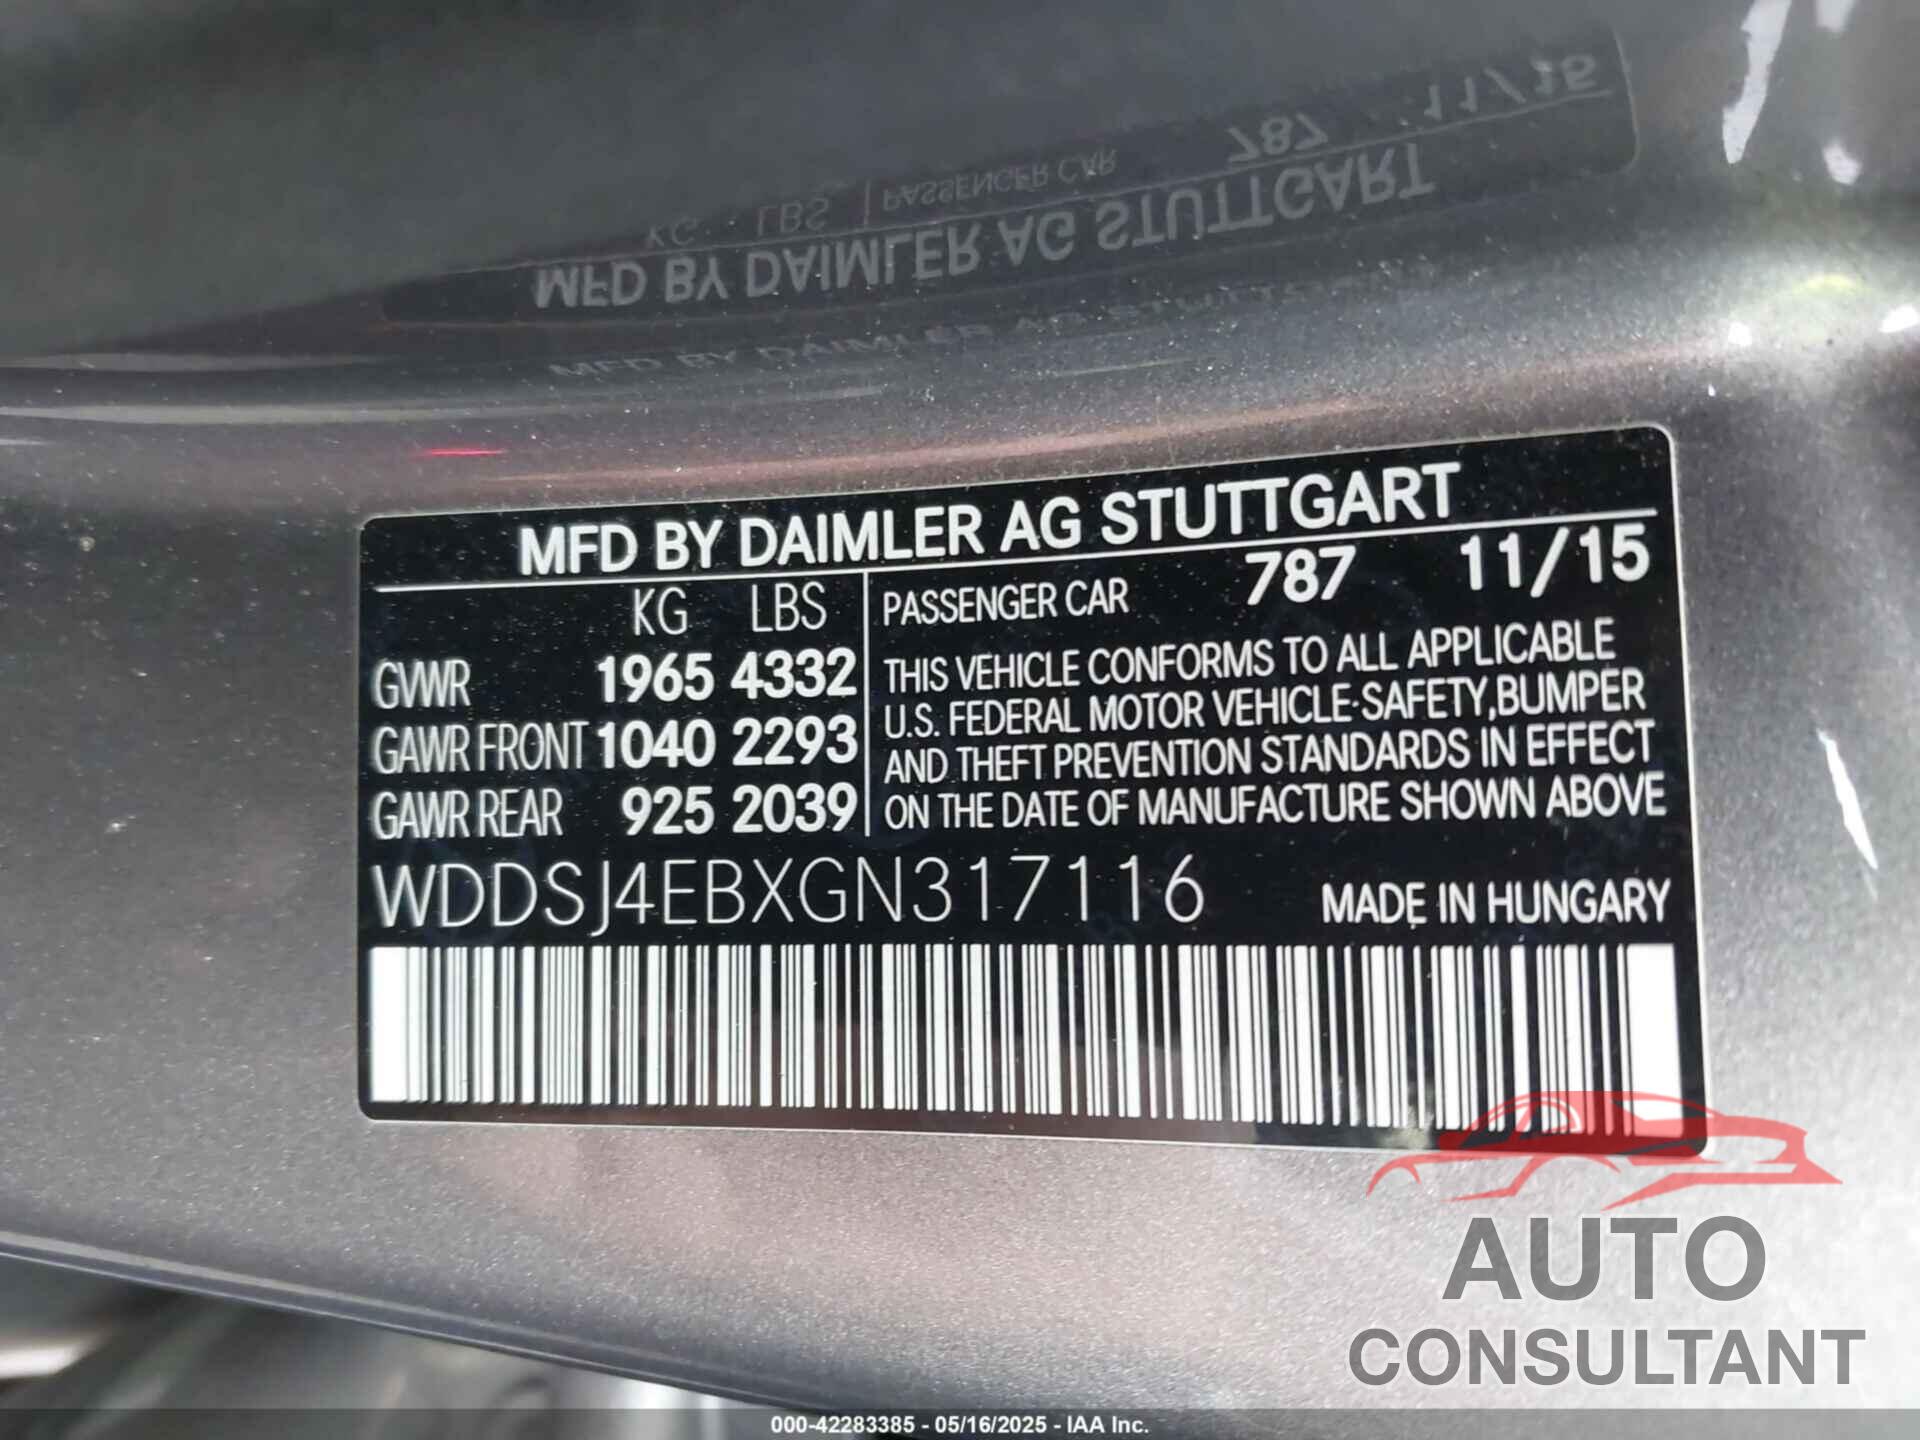 MFD BY DAIMLER AG STUTTGART
KG LBS PASSENGER CAR 787 11/15
GVWR 1965 4332
GAWR FRONT 1040 2293
GAWR REAR 925 2039
THIS VEHICLE CONFORMS TO ALL APPLICABLE
U.S. FEDERAL MOTOR VEHICLE-SAFETY,BUMPER
AND THEFT PREVENTION STANDARDS IN EFFECT
ON THE DATE OF MANUFACTURE SHOWN ABOVE
WDDSJ4EBXGN317116 MADE IN HUNGARY
AUTO
CONSULTANT
000-42283385 - 05/16/2025 - IAA Inc.